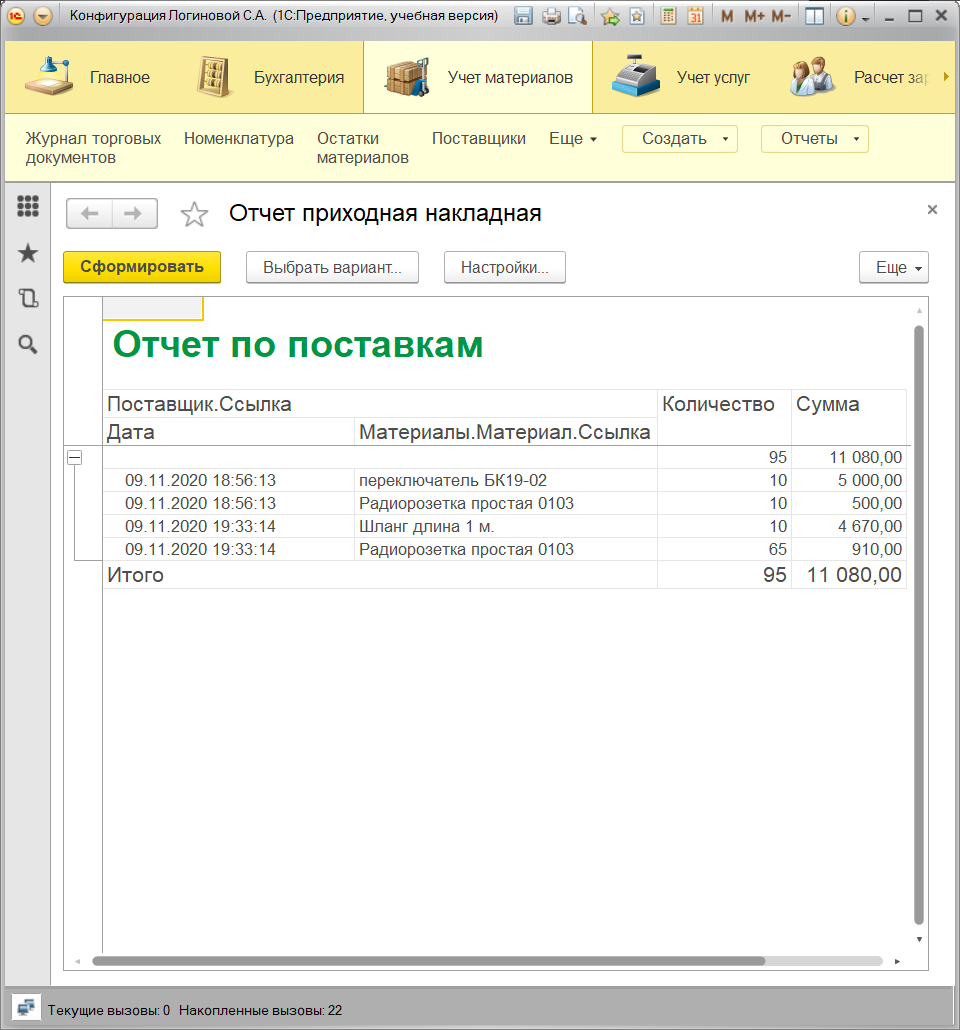 Конфигурация Логиновой С.А. (1С:Предприятие, учебная версия)
M M+ M-
31
Главное
Бухгалтерия
Учет материалов
Учет услуг
Расчет за
Журнал торговых документов
Номенклатура
Остатки материалов
Поставщики
Еще
Создать
Отчеты
Отчет приходная накладная
Сформировать
Выбрать вариант...
Настройки...
Еще
Отчет по поставкам
Поставщик.Ссылка Количество Сумма
Дата Материалы.Материал.Ссылка
95 11 080,00
09.11.2020 18:56:13 переключатель БК19-02 10 5 000,00
09.11.2020 18:56:13 Радиорозетка простая 0103 10 500,00
09.11.2020 19:33:14 Шланг длина 1 м. 10 4 670,00
09.11.2020 19:33:14 Радиорозетка простая 0103 65 910,00
Итого 95 11 080,00
Текущие вызовы: 0 Накопленные вызовы: 22